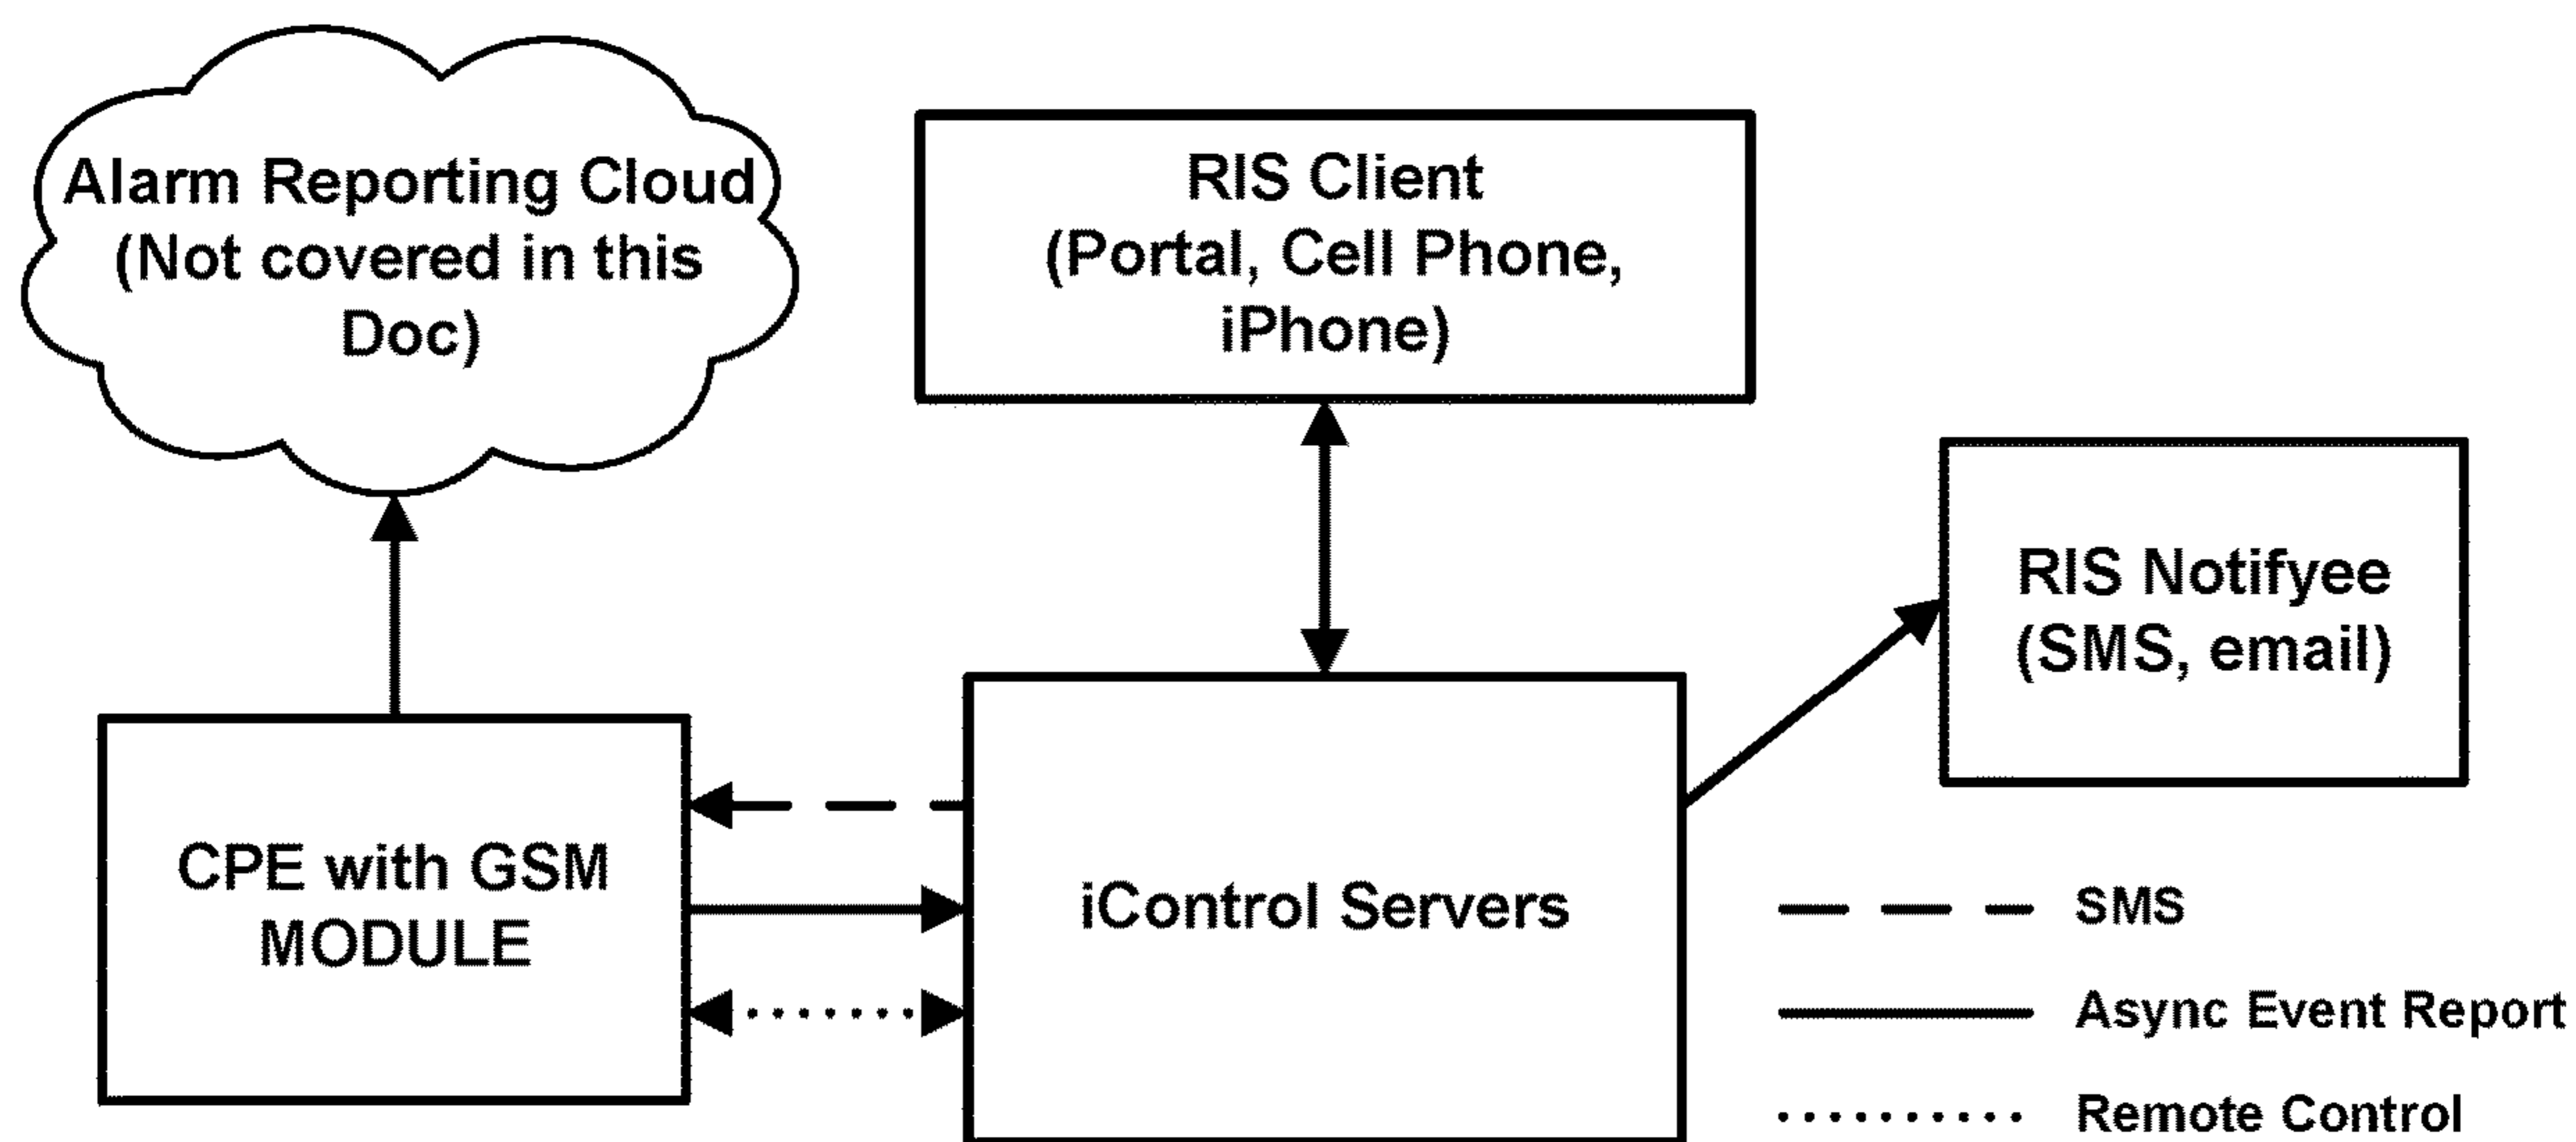 Alarm Reporting Cloud
(Not covered in this
Doc)
RIS Client
(Portal, Cell Phone,
iPhone)
RIS Notifyee
(SMS, email)
CPE with GSM
MODULE
iControl Servers
SMS
Async Event Report
Remote Control